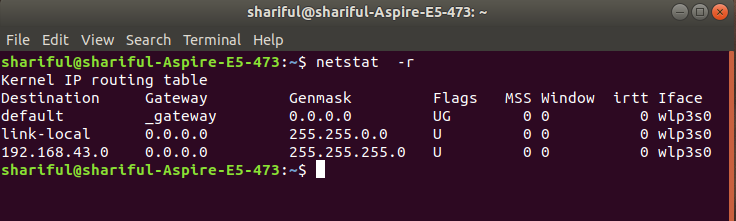 shariful@shariful-Aspire-E5-473: ~
File Edit View Search Terminal Help
shariful@shariful-Aspire-E5-473:~$ netstat  -r
Kernel IP routing table
Destination     Gateway         Genmask         Flags   MSS Window  irtt Iface
default         _gateway        0.0.0.0         UG        0 0          0 wlp3s0
link-local      0.0.0.0         255.255.0.0     U         0 0          0 wlp3s0
192.168.43.0    0.0.0.0         255.255.255.0   U         0 0          0 wlp3s0
shariful@shariful-Aspire-E5-473:~$